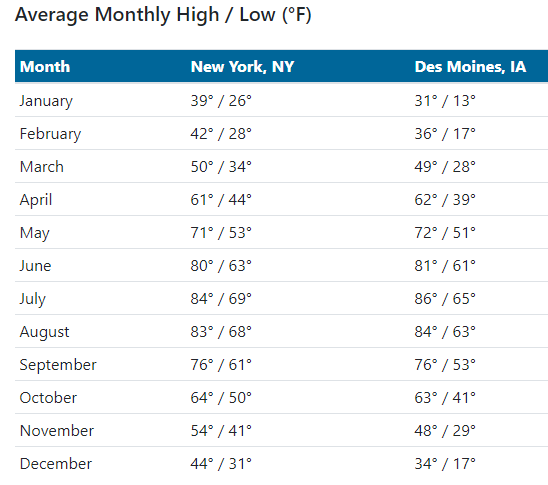 Average Monthly High / Low (°F)
Month New York, NY Des Moines, IA
January 39° / 26° 31° / 13°
February 42° / 28° 36° / 17°
March 50° / 34° 49° / 28°
April 61° / 44° 62° / 39°
May 71° / 53° 72° / 51°
June 80° / 63° 81° / 61°
July 84° / 69° 86° / 65°
August 83° / 68° 84° / 63°
September 76° / 61° 76° / 53°
October 64° / 50° 63° / 41°
November 54° / 41° 48° / 29°
December 44° / 31° 34° / 17°